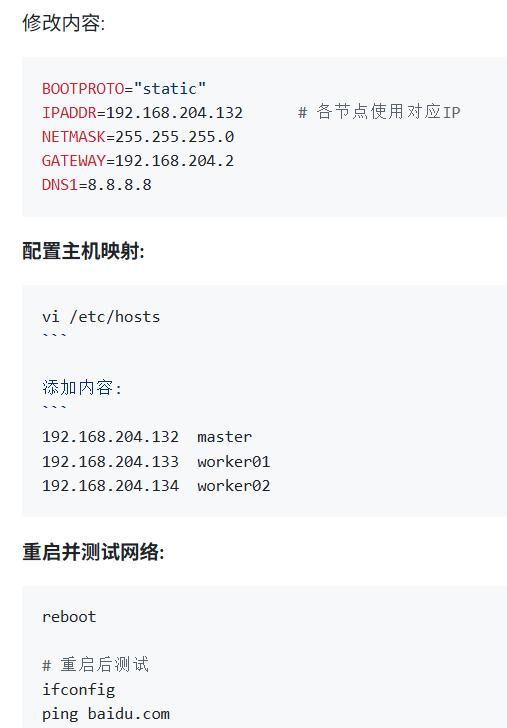 修改内容:
BOOTPROTO="static"
IPADDR=192.168.204.132      # 各节点使用对应IP
NETMASK=255.255.255.0
GATEWAY=192.168.204.2
DNS1=8.8.8.8
配置主机映射:
vi /etc/hosts
```
添加内容:
```
192.168.204.132  master
192.168.204.133  worker01
192.168.204.134  worker02
重启并测试网络:
reboot
# 重启后测试
ifconfig
ping baidu.com